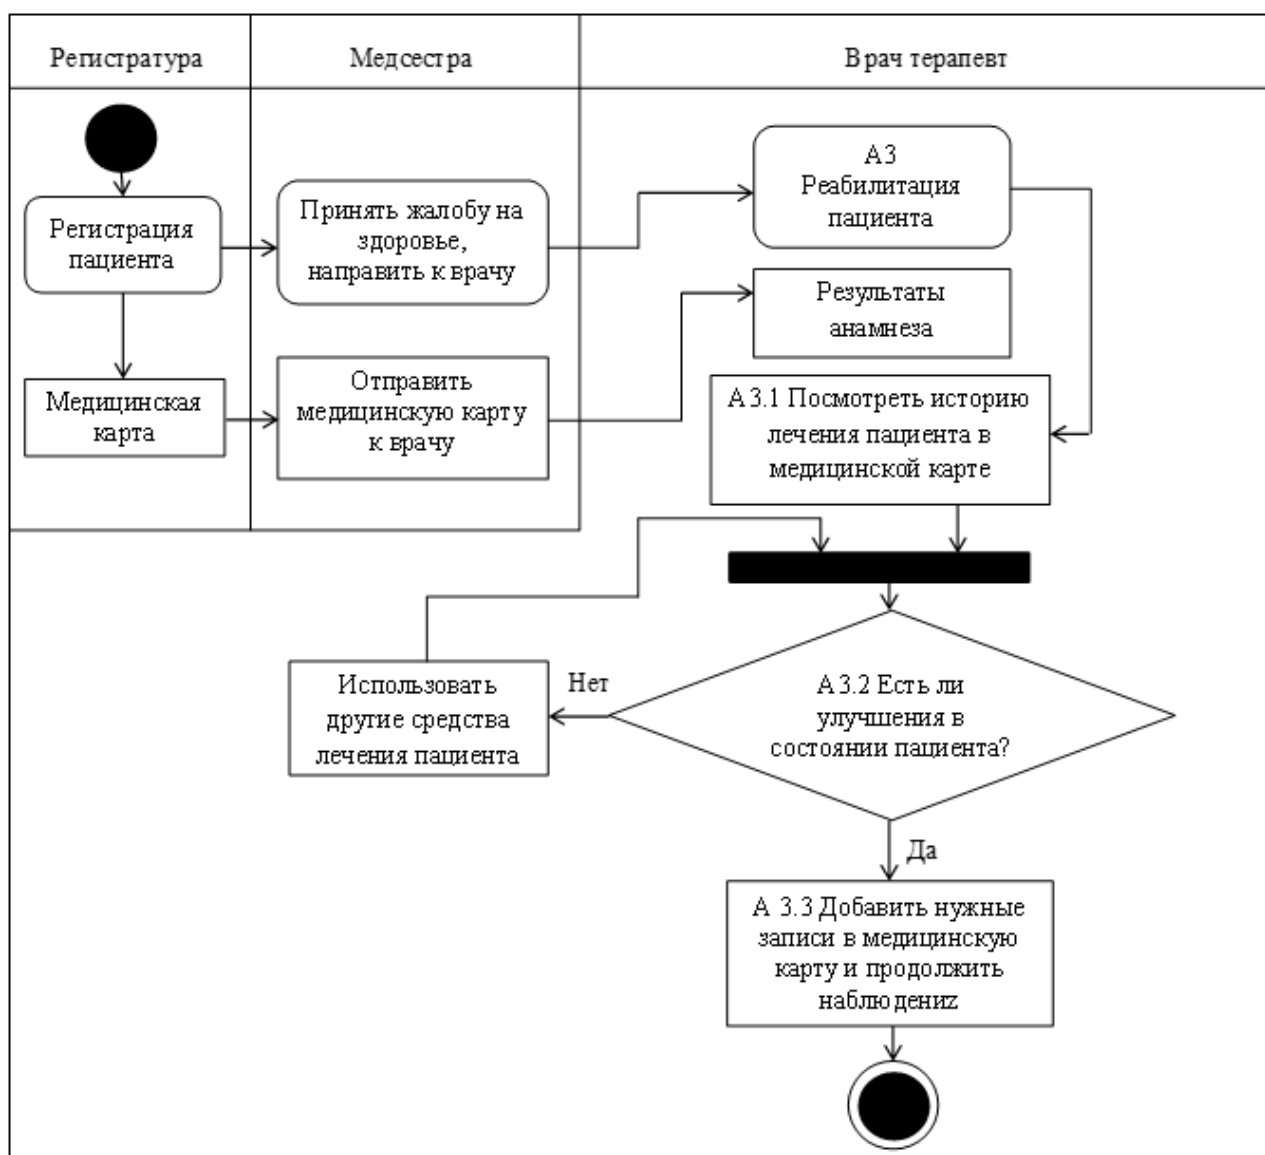 Регистратура
Медсестра
Врач терапевт
Регистрация
пациента
Принять жалобу на
здоровье,
направить к врачу
А3
Реабилитация
пациента
Результаты
анамнеза
Медицинская
карта
Отправить
медицинскую карту
к врачу
А3.1 Посмотреть историю
лечения пациента в
медицинской карте
Использовать
другие средства
лечения пациента
Нет
А3.2 Есть ли
улучшения в
состоянии пациента?
Да
А 3.3 Добавить нужные
записи в медицинскую
карту и продолжить
наблюдениz